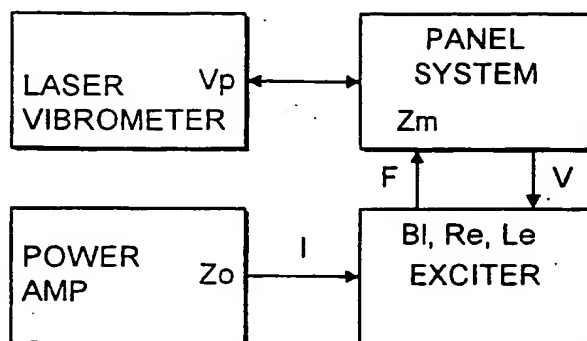 LASER
VIBROMETER
Vp
PANEL
SYSTEM
Zm
F
V
POWER
AMP
Zo
I
Bl, Re, Le
EXCITER